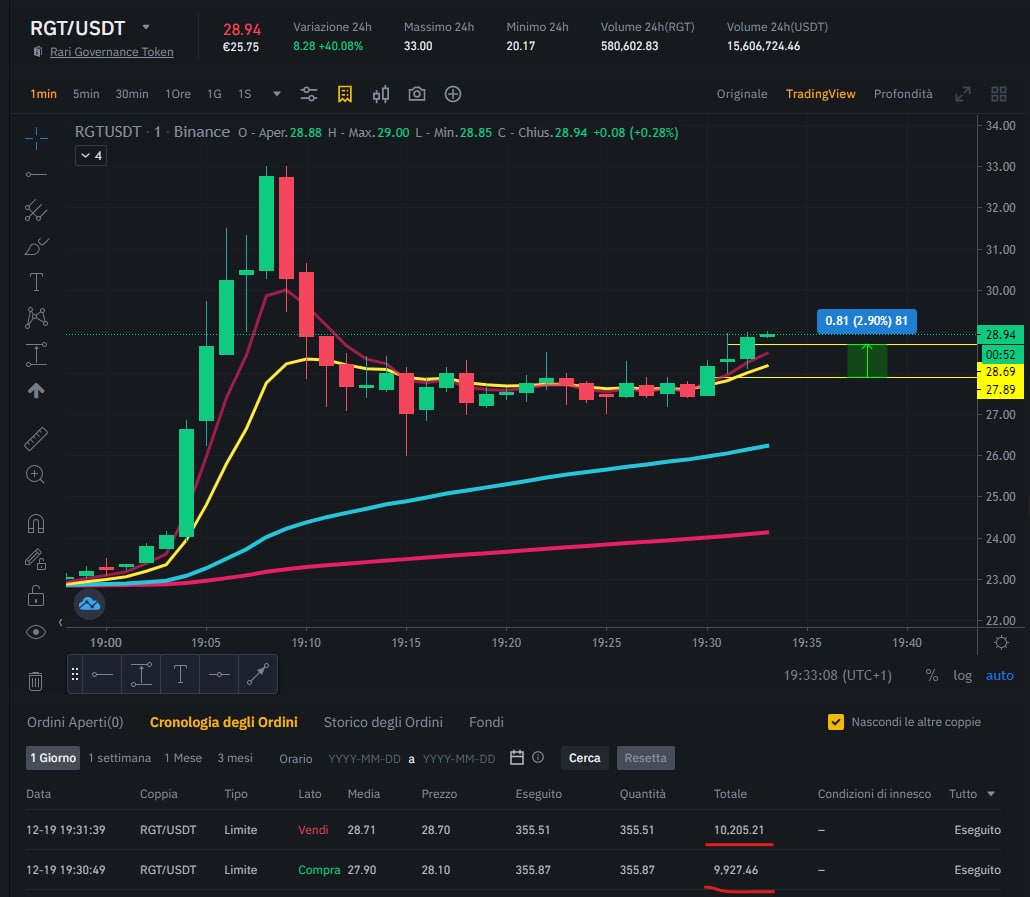 RGT/USDT
Rari Governance Token
28.94
€25.75
Variazione 24h
8.28 +40.08%
Massimo 24h
33.00
Minimo 24h
20.17
Volume 24h(RGT)
580,602.83
Volume 24h(USDT)
15,606,724.46
1min 5min 30min 1Ore 1G 1S
Originale TradingView Profondità
RGTUSDT · 1 · Binance O - Aper.28.88 H - Max.29.00 L - Min.28.85 C - Chius.28.94 +0.08 (+0.28%)
4
34.00
33.00
32.00
31.00
30.00
0.81 (2.90%) 81
28.94
00:52
28.69
27.89
27.00
26.00
25.00
24.00
23.00
22.00
19:00 19:05 19:10 19:15 19:20 19:25 19:30 19:35 19:40
T
19:33:08 (UTC+1) % log auto
Ordini Aperti(0) Cronologia degli Ordini Storico degli Ordini Fondi
Nascondi le altre coppie
1 Giorno 1 settimana 1 Mese 3 mesi Orario YYYY-MM-DD a YYYY-MM-DD Cerca Resetta
Data Coppia Tipo Lato Media Prezzo Eseguito Quantità Totale Condizioni di innesco Tutto
12-19 19:31:39 RGT/USDT Limite Vendi 28.71 28.70 355.51 355.51 10,205.21 – Eseguito
12-19 19:30:49 RGT/USDT Limite Compra 27.90 28.10 355.87 355.87 9,927.46 – Eseguito